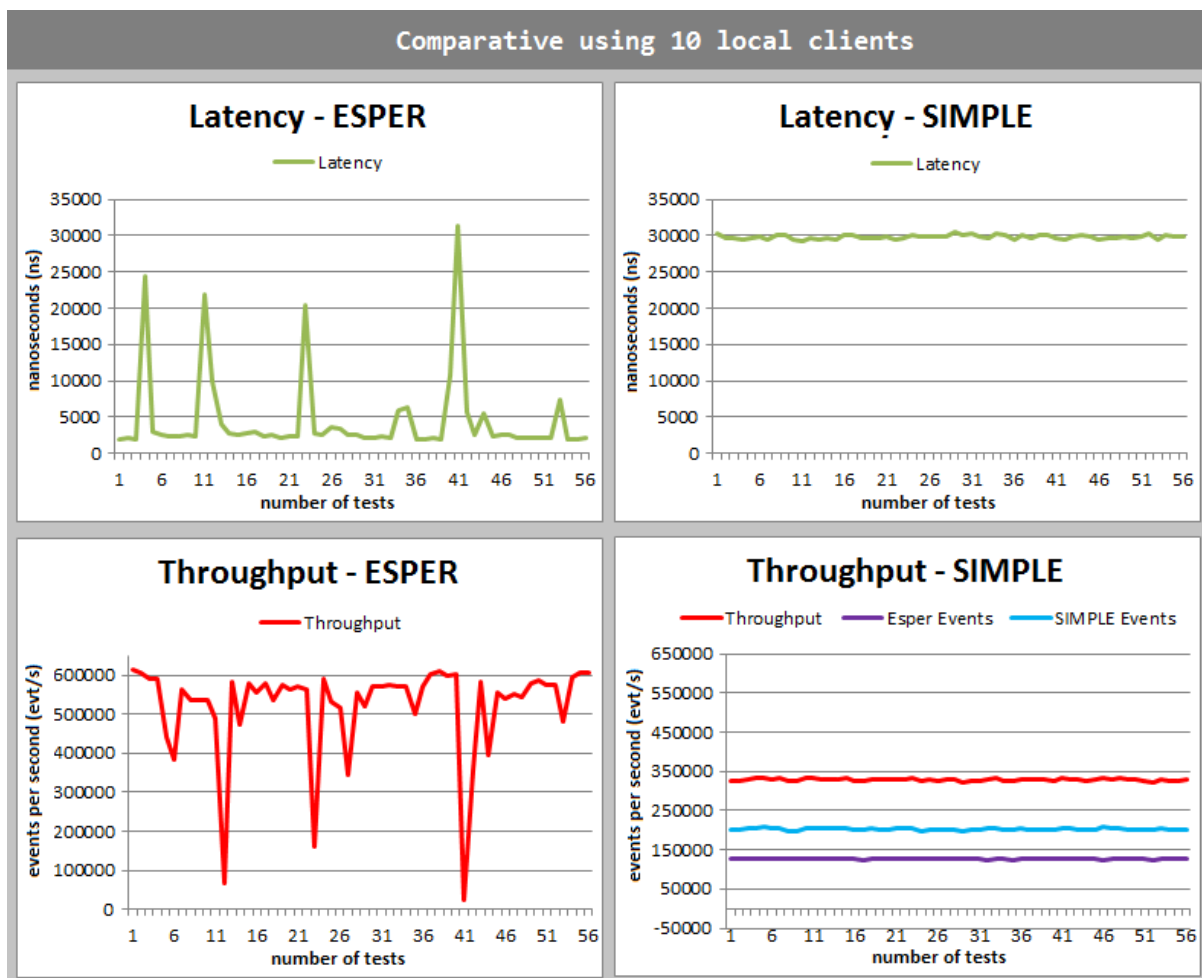 Comparative using 10 local clients
Latency - ESPER
Latency
35000
30000
25000
20000
15000
10000
5000
0
nanoseconds (ns)
1 6 11 16 21 26 31 36 41 46 51 56
number of tests
Latency - SIMPLE
Latency
35000
30000
25000
20000
15000
10000
5000
0
nanoseconds (ns)
1 6 11 16 21 26 31 36 41 46 51 56
number of tests
Throughput - ESPER
Throughput
600000
500000
400000
300000
200000
100000
0
events per second (evt/s)
1 6 11 16 21 26 31 36 41 46 51 56
number of tests
Throughput - SIMPLE
Throughput Esper Events SIMPLE Events
650000
550000
450000
350000
250000
150000
50000
-50000
events per second (evt/s)
1 6 11 16 21 26 31 36 41 46 51 56
number of tests